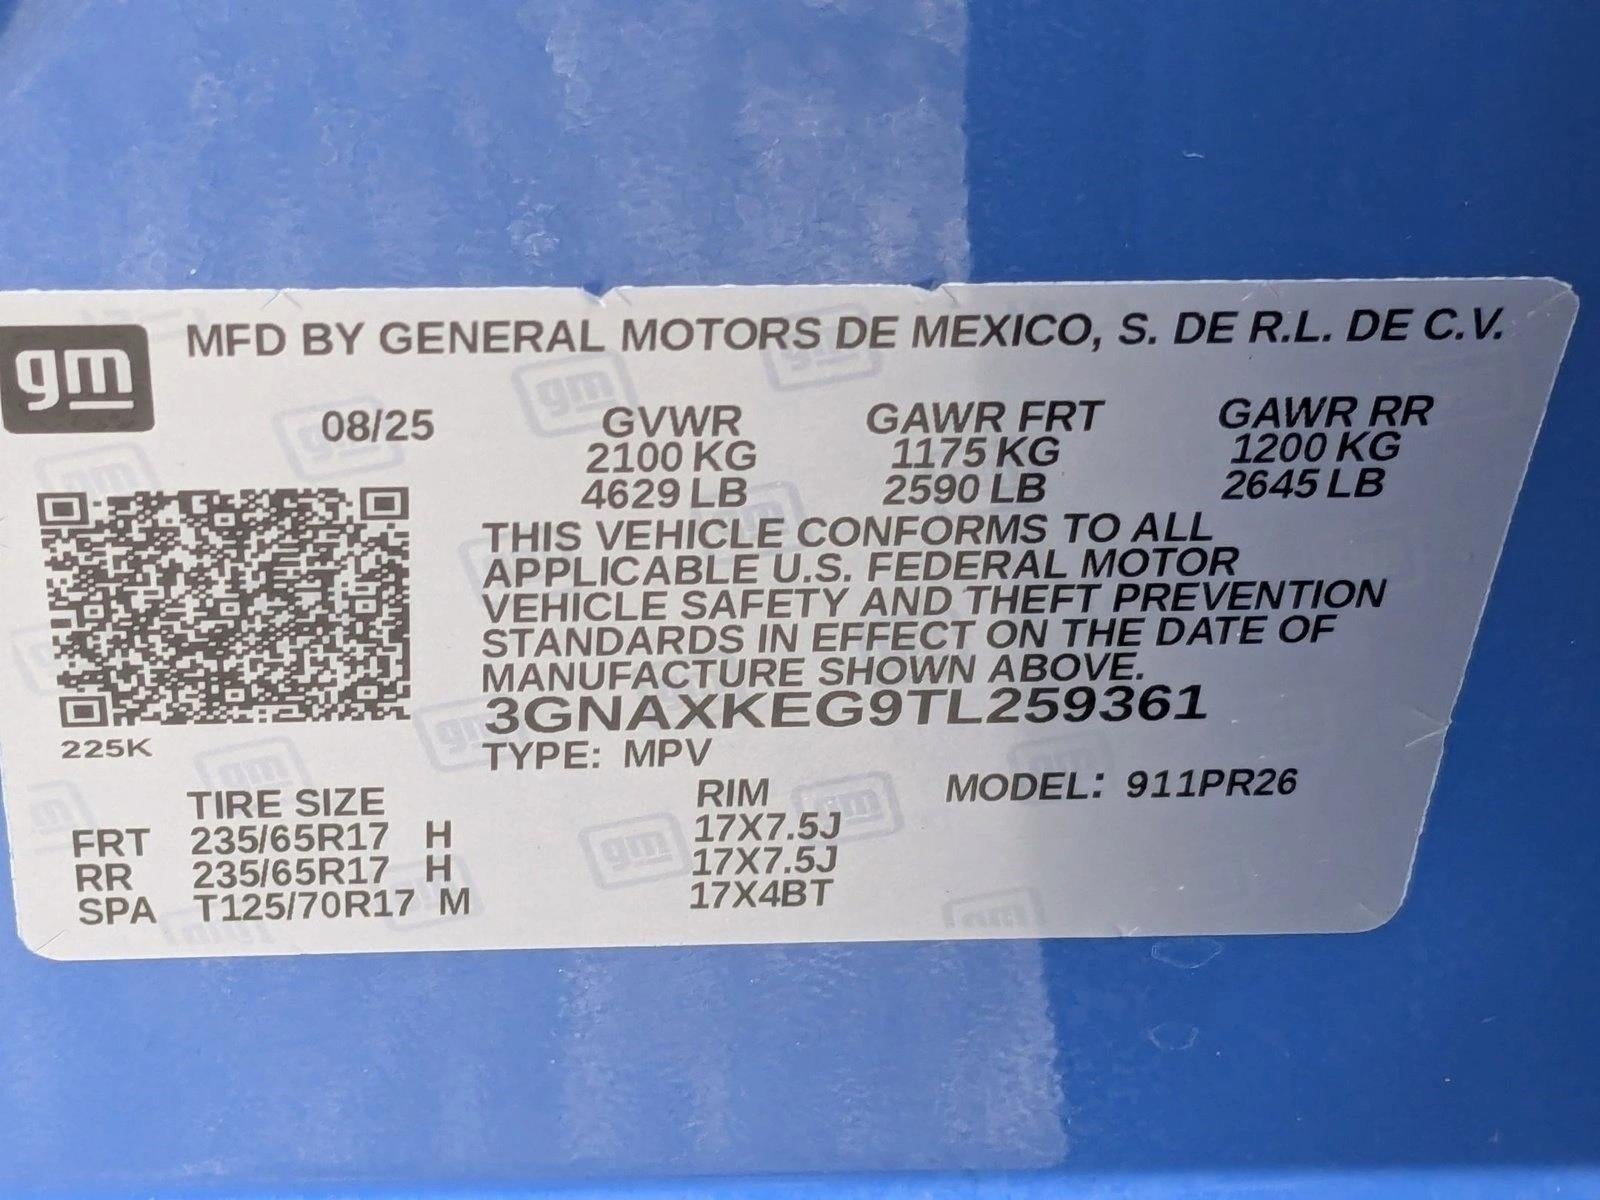 gm
MFD BY GENERAL MOTORS DE MEXICO, S. DE R.L. DE C.V.
08/25 GVWR GAWR FRT GAWR RR
2100 KG 1175 KG 1200 KG
4629 LB 2590 LB 2645 LB
THIS VEHICLE CONFORMS TO ALL
APPLICABLE U.S. FEDERAL MOTOR
VEHICLE SAFETY AND THEFT PREVENTION
STANDARDS IN EFFECT ON THE DATE OF
MANUFACTURE SHOWN ABOVE.
3GNAXKEG9TL259361
225K
TYPE: MPV
TIRE SIZE RIM MODEL: 911PR26
FRT 235/65R17 H 17X7.5J
RR 235/65R17 H 17X7.5J
SPA T125/70R17 M 17X4BT